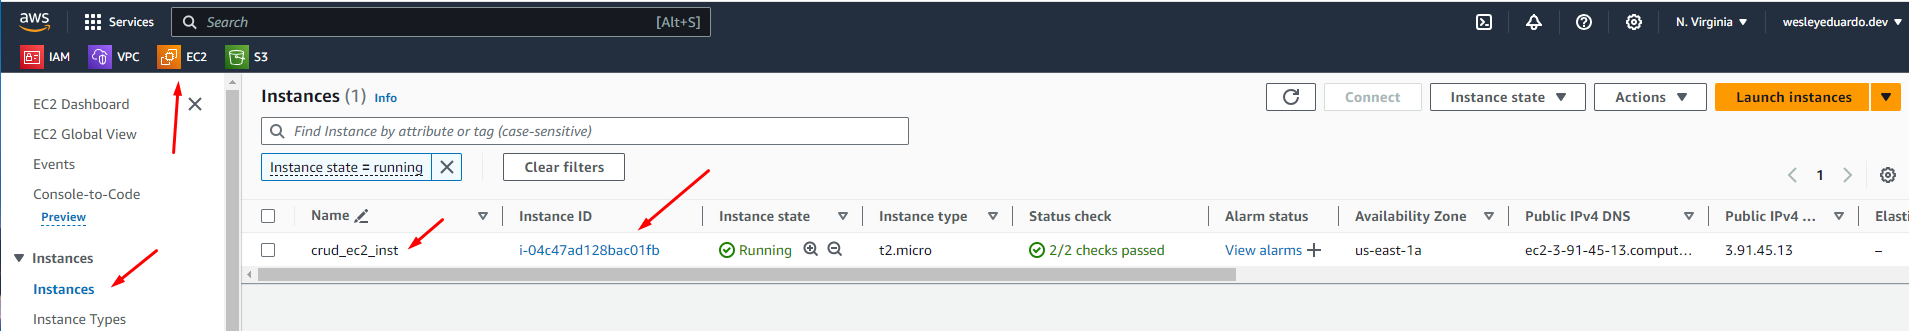 aws Services Search [Alt+S] N. Virginia wesleyeduardo.dev
IAM VPC EC2 S3
EC2 Dashboard
EC2 Global View
Events
Console-to-Code
Preview
Instances
Instances
Instance Types
Instances (1) Info
Connect Instance state Actions Launch instances
Find Instance by attribute or tag (case-sensitive)
Instance state = running Clear filters
1
Name Instance ID Instance state Instance type Status check Alarm status Availability Zone Public IPv4 DNS Public IPv4 ... Elasti
crud_ec2_inst i-04c47ad128bac01fb Running t2.micro 2/2 checks passed View alarms + us-east-1a ec2-3-91-45-13.comput... 3.91.45.13 –